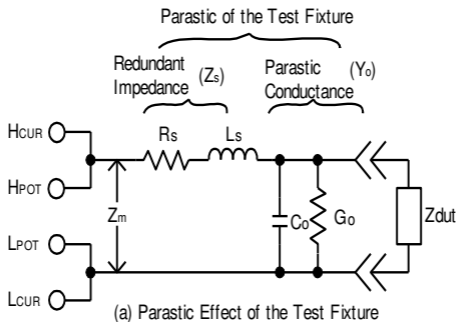 Parastic of the Test Fixture
Redundant
Impedance (Zs)
Parastic
Conductance (Yo)
HCUR
Rs
Ls
HPOT
Zm
Co
Go
Zdut
LPOT
LCUR
(a) Parastic Effect of the Test Fixture